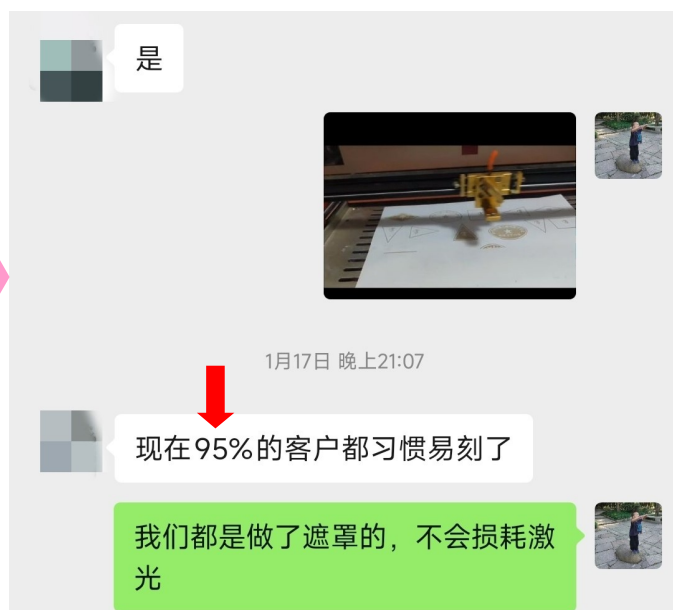 是
1月17日 晚上21:07
现在95%的客户都习惯易刻了
我们都是做了遮罩的，不会损耗激
光